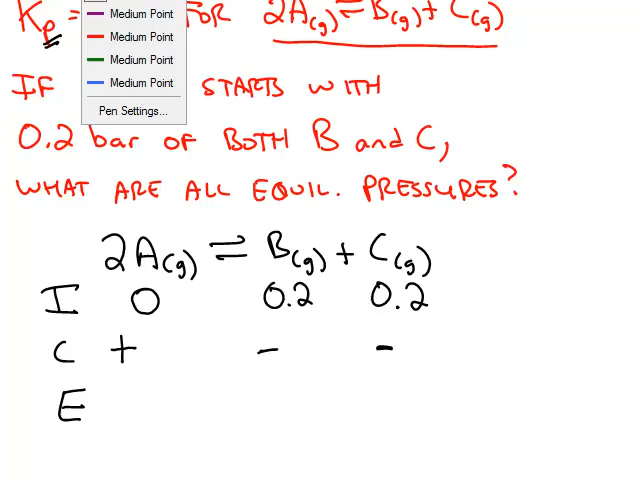 Kp = FOR 2A(g) ⇌ B(g) + C(g)
Medium Point
Medium Point
Medium Point
Medium Point
Pen Settings...
IF STARTS WITH
0.2 bar OF BOTH B and C,
WHAT ARE ALL EQUIL. PRESSURES?
2A(g) ⇌ B(g) + C(g)
I 0 0.2 0.2
C + - -
E